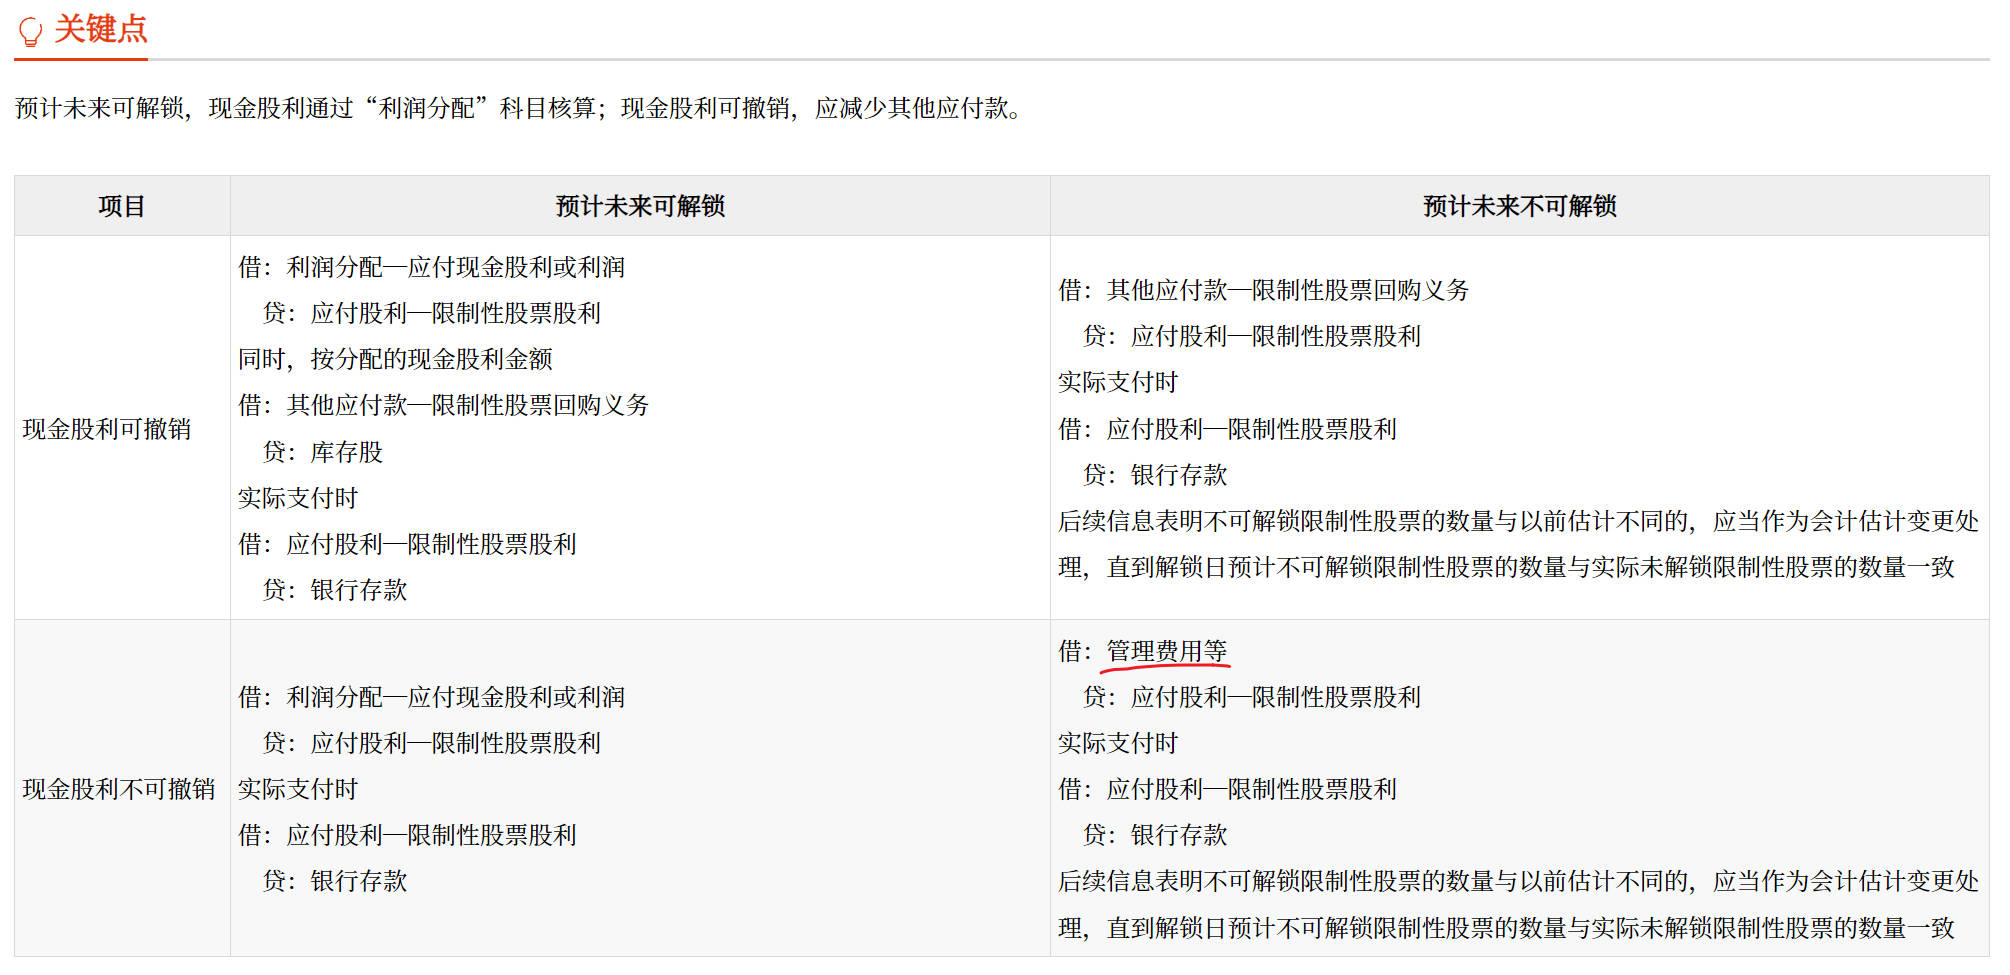 关键点
预计未来可解锁，现金股利通过“利润分配”科目核算；现金股利可撤销，应减少其他应付款。
项目
预计未来可解锁
预计未来不可解锁
现金股利可撤销
借：利润分配—应付现金股利或利润
贷：应付股利—限制性股票股利
同时，按分配的现金股利金额
借：其他应付款—限制性股票回购义务
贷：库存股
实际支付时
借：应付股利—限制性股票股利
贷：银行存款
借：其他应付款—限制性股票回购义务
贷：应付股利—限制性股票股利
实际支付时
借：应付股利—限制性股票股利
贷：银行存款
后续信息表明不可解锁限制性股票的数量与以前估计不同的，应当作为会计估计变更处
理，直到解锁日预计不可解锁限制性股票的数量与实际未解锁限制性股票的数量一致
现金股利不可撤销
借：利润分配—应付现金股利或利润
贷：应付股利—限制性股票股利
实际支付时
借：应付股利—限制性股票股利
贷：银行存款
借：管理费用等
贷：应付股利—限制性股票股利
实际支付时
借：应付股利—限制性股票股利
贷：银行存款
后续信息表明不可解锁限制性股票的数量与以前估计不同的，应当作为会计估计变更处
理，直到解锁日预计不可解锁限制性股票的数量与实际未解锁限制性股票的数量一致